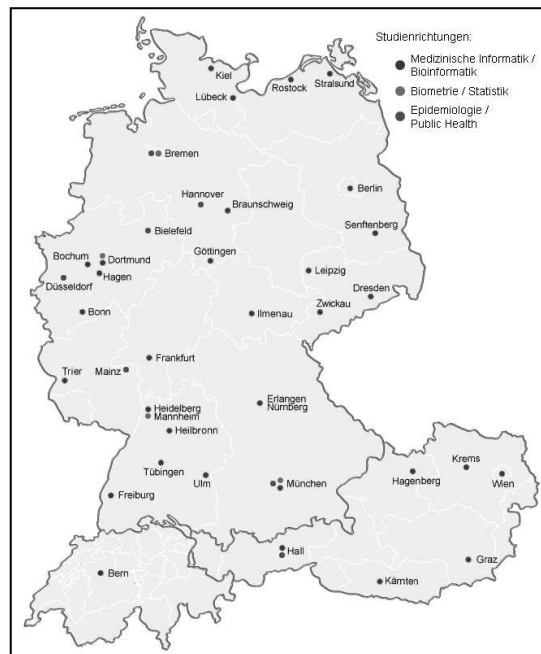 Studienrichtungen:
Medizinische Informatik /
Bioinformatik
Biometrie / Statistik
Epidemiologie /
Public Health
Kiel
Rostock
Stralsund
Lübeck
Bremen
Berlin
Hannover
Braunschweig
Bielefeld
Senftenberg
Göttingen
Bochum
Dortmund
Hagen
Düsseldorf
Leipzig
Dresden
Zwickau
Bonn
Ilmenau
Frankfurt
Trier
Mainz
Erlangen
Nürnberg
Heidelberg
Mannheim
Heilbronn
Tübingen
Ulm
München
Freiburg
Krems
Hagenberg
Wien
Hall
Graz
Bern
Kärnten